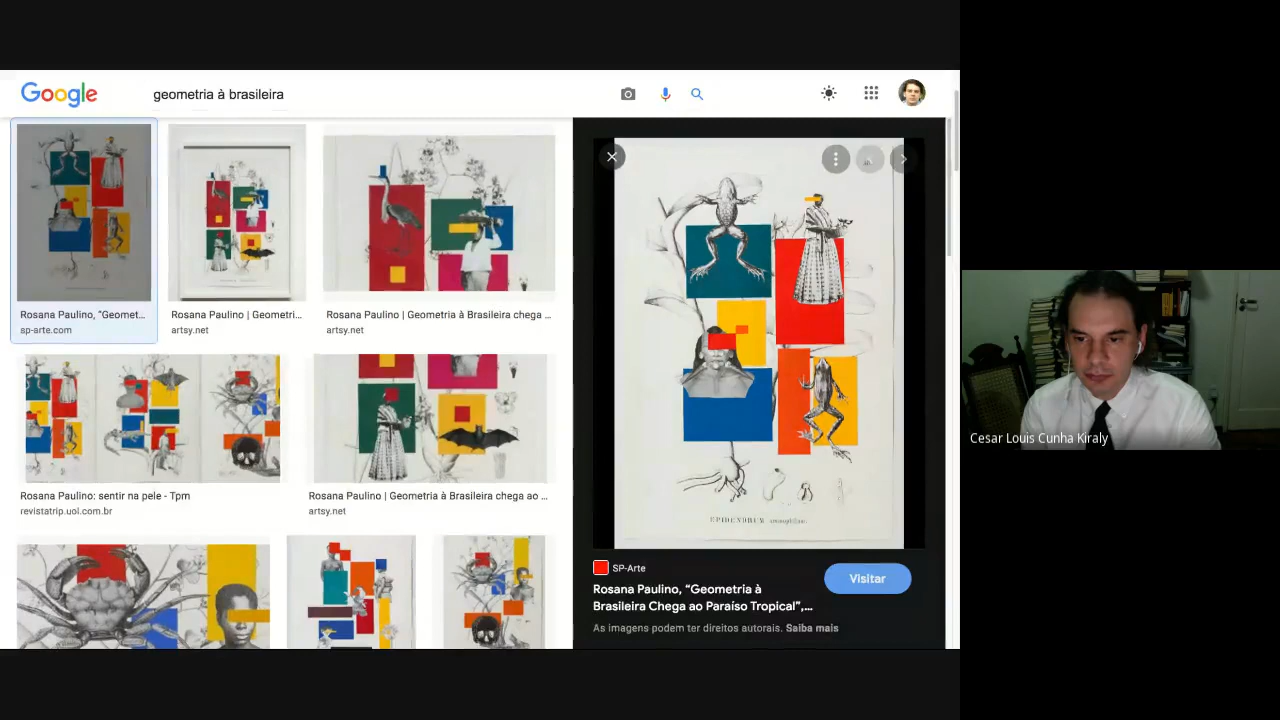 Google
geometria à brasileira
Rosana Paulino, “Geomet...
sp-arte.com
Rosana Paulino | Geometri...
artsy.net
Rosana Paulino | Geometria à Brasileira chega ...
artsy.net
Rosana Paulino: sentir na pele - Tpm
revistatrip.uol.com.br
Rosana Paulino | Geometria à Brasileira chega ao ...
artsy.net
EPIDENDRUM
SP-Arte
Rosana Paulino, “Geometria à
Brasileira Chega ao Paraíso Tropical”,...
Visitar
As imagens podem ter direitos autorais. Saiba mais
Cesar Louis Cunha Kiraly